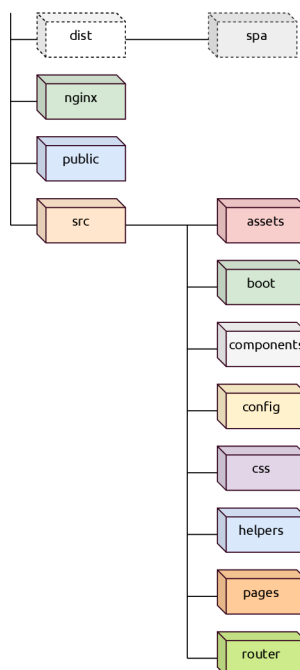 dist
spa
nginx
public
src
assets
boot
components
config
css
helpers
pages
router